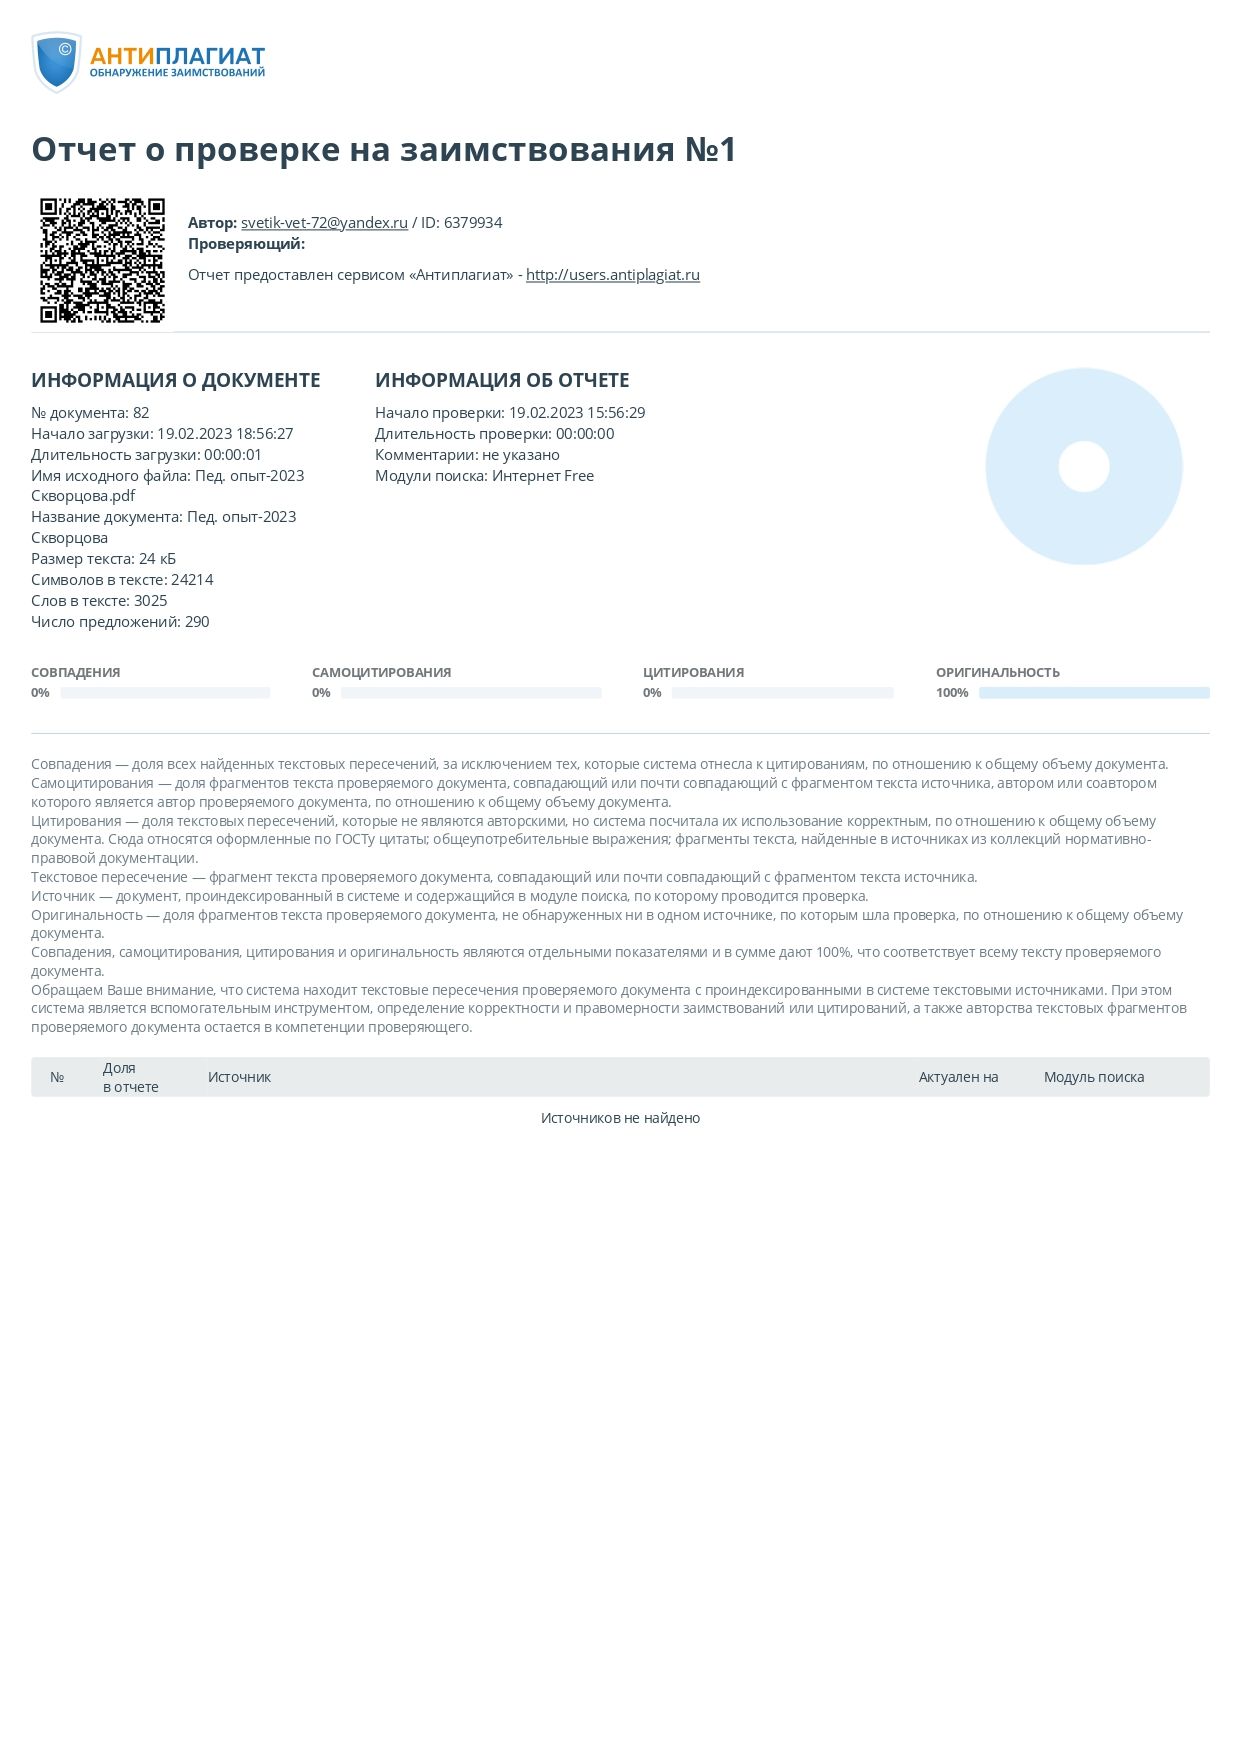 ©
АНТИПЛАГИАТ
ОБНАРУЖЕНИЕ ЗАИМСТВОВАНИЙ
Отчет о проверке на заимствования №1
Автор: svetik-vet-72@yandex.ru / ID: 6379934
Проверяющий:
Отчет предоставлен сервисом «Антиплагиат» - http://users.antiplagiat.ru
ИНФОРМАЦИЯ О ДОКУМЕНТЕ
№ документа: 82
Начало загрузки: 19.02.2023 18:56:27
Длительность загрузки: 00:00:01
Имя исходного файла: Пед. опыт-2023
Скворцова.pdf
Название документа: Пед. опыт-2023
Скворцова
Размер текста: 24 кБ
Символов в тексте: 24214
Слов в тексте: 3025
Число предложений: 290
ИНФОРМАЦИЯ ОБ ОТЧЕТЕ
Начало проверки: 19.02.2023 15:56:29
Длительность проверки: 00:00:00
Комментарии: не указано
Модули поиска: Интернет Free
СОВПАДЕНИЯ
0%
САМОЦИТИРОВАНИЯ
0%
ЦИТИРОВАНИЯ
0%
ОРИГИНАЛЬНОСТЬ
100%
Совпадения — доля всех найденных текстовых пересечений, за исключением тех, которые система отнесла к цитированиям, по отношению к общему объему документа.
Самоцитирования — доля фрагментов текста проверяемого документа, совпадающий или почти совпадающий с фрагментом текста источника, автором или соавтором
которого является автор проверяемого документа, по отношению к общему объему документа.
Цитирования — доля текстовых пересечений, которые не являются авторскими, но система посчитала их использование корректным, по отношению к общему объему
документа. Сюда относятся оформленные по ГОСТу цитаты; общеупотребительные выражения; фрагменты текста, найденные в источниках из коллекций нормативно-
правовой документации.
Текстовое пересечение — фрагмент текста проверяемого документа, совпадающий или почти совпадающий с фрагментом текста источника.
Источник — документ, проиндексированный в системе и содержащийся в модуле поиска, по которому проводится проверка.
Оригинальность — доля фрагментов текста проверяемого документа, не обнаруженных ни в одном источнике, по которым шла проверка, по отношению к общему объему
документа.
Совпадения, самоцитирования, цитирования и оригинальность являются отдельными показателями и в сумме дают 100%, что соответствует всему тексту проверяемого
документа.
Обращаем Ваше внимание, что система находит текстовые пересечения проверяемого документа с проиндексированными в системе текстовыми источниками. При этом
система является вспомогательным инструментом, определение корректности и правомерности заимствований или цитирований, а также авторства текстовых фрагментов
проверяемого документа остается в компетенции проверяющего.
№
Доля
в отчете
Источник
Актуален на
Модуль поиска
Источников не найдено